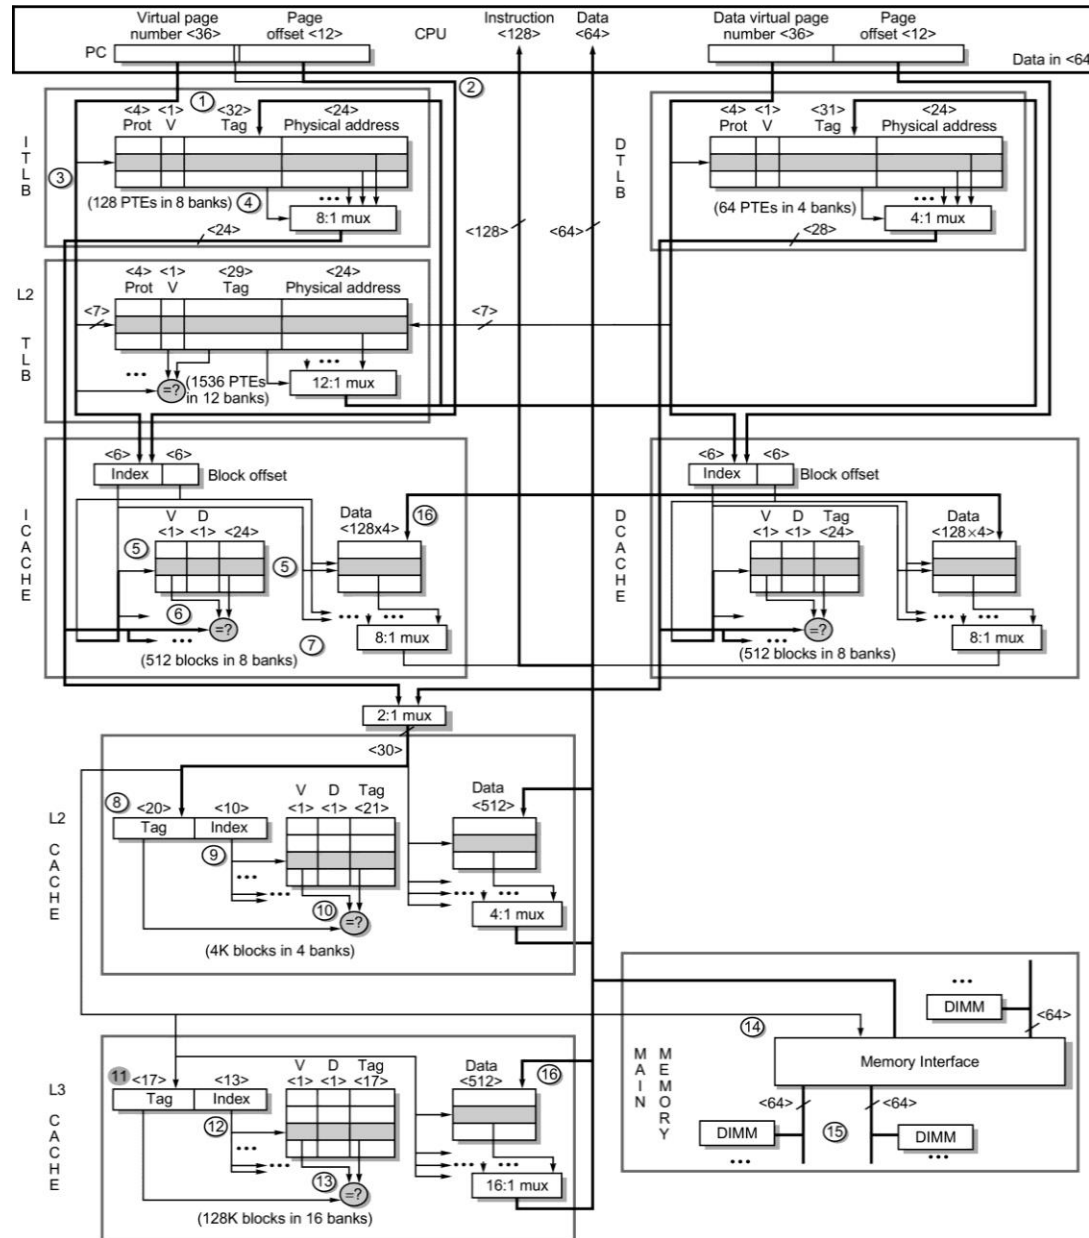 Virtual page number <36>
Page offset <12>
CPU
Instruction <128>
Data <64>
Data virtual page number <36>
Page offset <12>
PC
Data in <64
2
1
ITLB
<4> <1> <32> <24>
Prot V Tag Physical address
3
(128 PTEs in 8 banks)
4
8:1 mux
<24>
DTLB
<4> <1> <31> <24>
Prot V Tag Physical address
(64 PTEs in 4 banks)
4:1 mux
<28>
<128>
<64>
L2 TLB
<4> <1> <29> <24>
Prot V Tag Physical address
<7>
<7>
=?
(1536 PTEs in 12 banks)
12:1 mux
ICACHE
<6> <6>
Index
Block offset
V D
<1> <1> <24>
Data <128x4>
16
5
5
6
=?
7
8:1 mux
(512 blocks in 8 banks)
DCACHE
<6> <6>
Index
Block offset
V D Tag
<1> <1> <24>
Data <128×4>
=?
8:1 mux
(512 blocks in 8 banks)
2:1 mux
<30>
L2 CACHE
8
<20> <10>
Tag Index
V D Tag
<1> <1> <21>
Data <512>
9
10
=?
4:1 mux
(4K blocks in 4 banks)
L3 CACHE
11
<17> <13>
Tag Index
V D Tag
<1> <1> <17>
Data <512>
16
12
13
=?
16:1 mux
(128K blocks in 16 banks)
MAIN MEMORY
DIMM
<64>
14
Memory Interface
<64> <64>
DIMM
15
DIMM